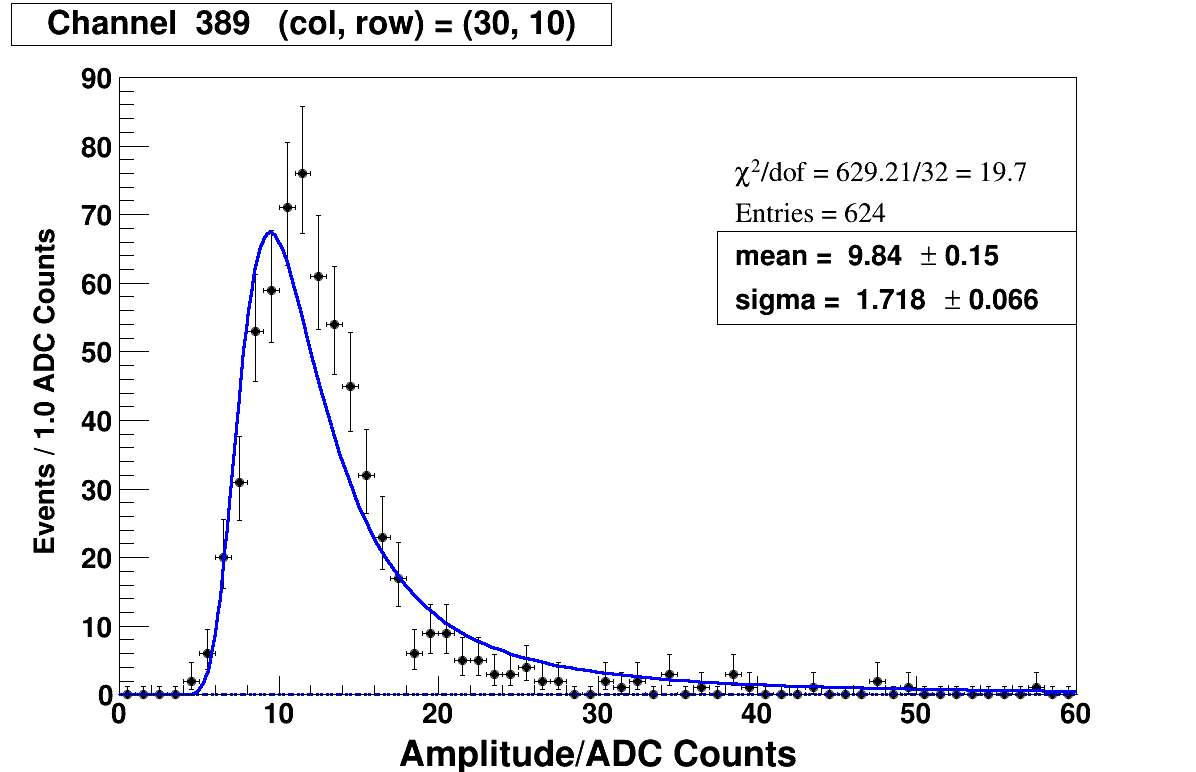 Channel 389 (col, row) = (30, 10)
90
80
70
60
50
40
30
20
10
0
Events / 1.0 ADC Counts
χ²/dof = 629.21/32 = 19.7
Entries = 624
mean = 9.84 ± 0.15
sigma = 1.718 ± 0.066
0 10 20 30 40 50 60
Amplitude/ADC Counts